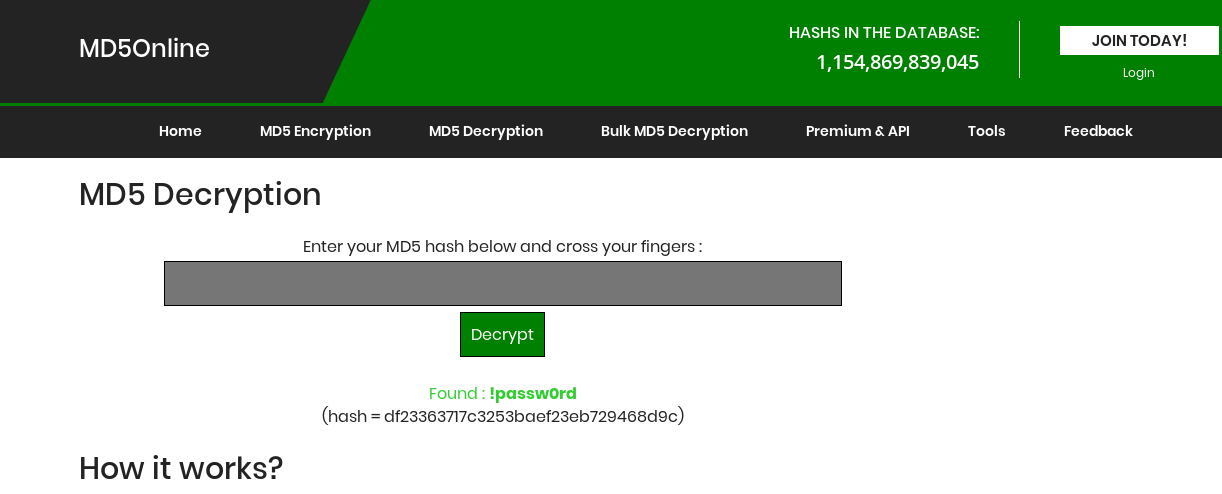 MD5Online
HASHS IN THE DATABASE:
1,154,869,839,045
JOIN TODAY!
Login
Home MD5 Encryption MD5 Decryption Bulk MD5 Decryption Premium & API Tools Feedback
MD5 Decryption
Enter your MD5 hash below and cross your fingers :
Decrypt
Found : !passw0rd
(hash = df23363717c3253baef23eb729468d9c)
How it works?